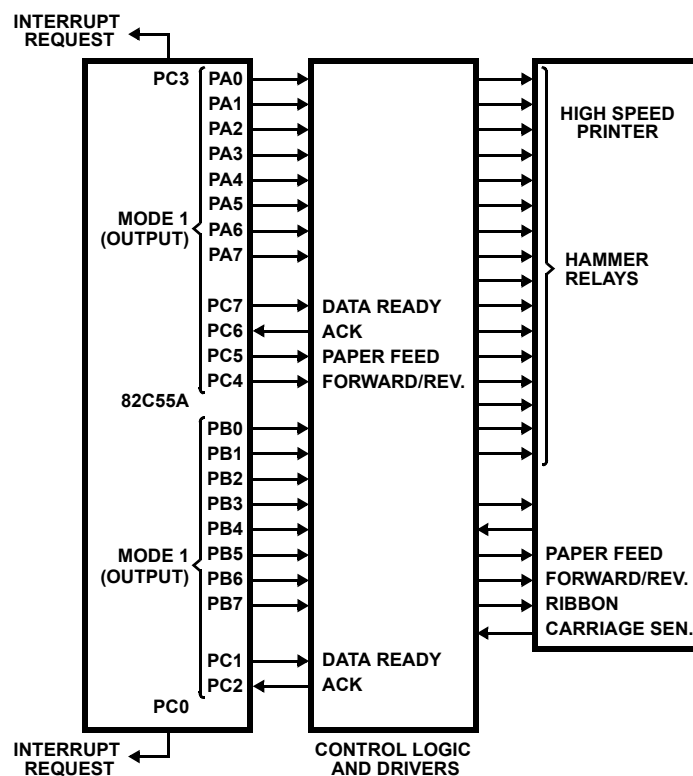 INTERRUPT
REQUEST
PC3
PA0
PA1
PA2
PA3
PA4
PA5
PA6
PA7
MODE 1
(OUTPUT)
PC7
PC6
PC5
PC4
82C55A
PB0
PB1
PB2
PB3
PB4
PB5
PB6
PB7
MODE 1
(OUTPUT)
PC1
PC2
PC0
INTERRUPT
REQUEST
DATA READY
ACK
PAPER FEED
FORWARD/REV.
DATA READY
ACK
CONTROL LOGIC
AND DRIVERS
HIGH SPEED
PRINTER
HAMMER
RELAYS
PAPER FEED
FORWARD/REV.
RIBBON
CARRIAGE SEN.